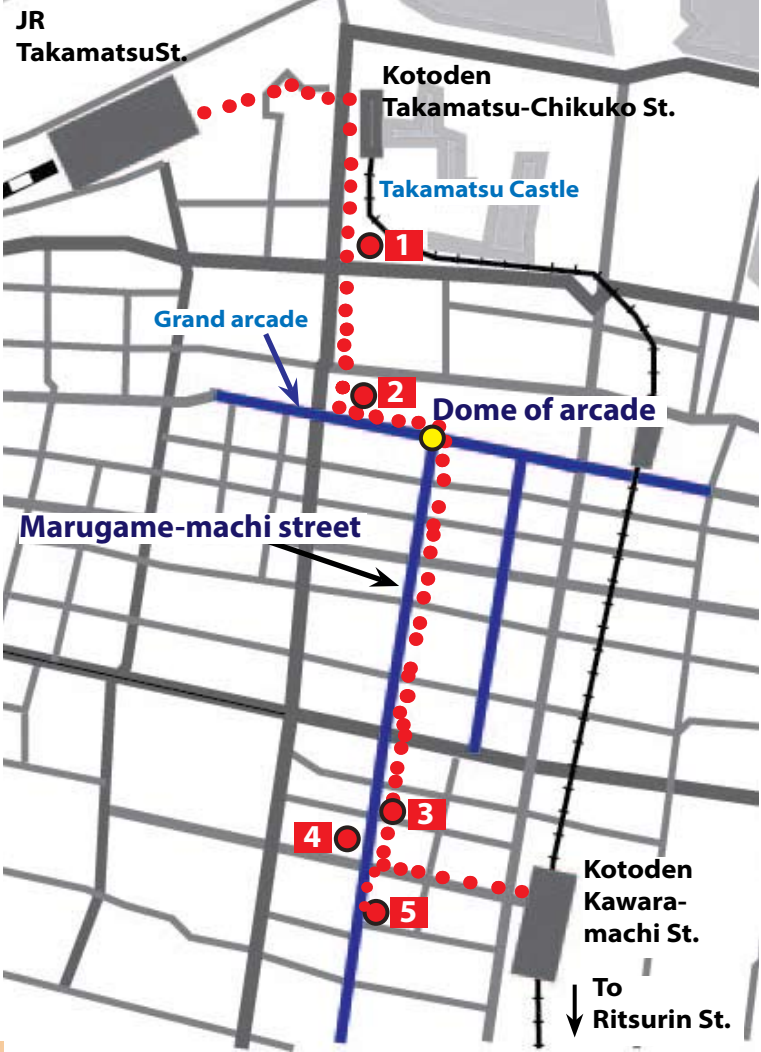 JR
TakamatsuSt.
Kotoden
Takamatsu-Chikuko St.
Takamatsu Castle
1
Grand arcade
2
Dome of arcade
Marugame-machi street
3
4
5
Kotoden
Kawara-
machi St.
To
Ritsurin St.